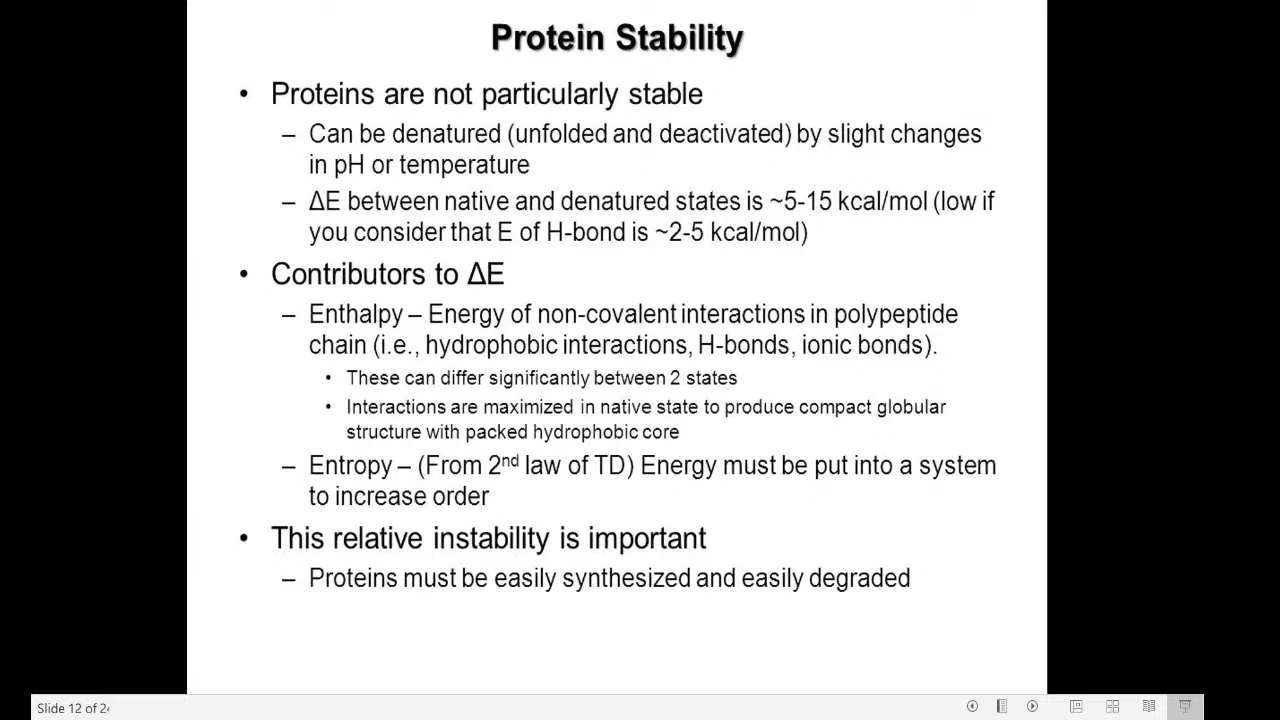 Protein Stability
• Proteins are not particularly stable
– Can be denatured (unfolded and deactivated) by slight changes
in pH or temperature
– ΔE between native and denatured states is ~5-15 kcal/mol (low if
you consider that E of H-bond is ~2-5 kcal/mol)
• Contributors to ΔE
– Enthalpy – Energy of non-covalent interactions in polypeptide
chain (i.e., hydrophobic interactions, H-bonds, ionic bonds).
• These can differ significantly between 2 states
• Interactions are maximized in native state to produce compact globular
structure with packed hydrophobic core
– Entropy – (From 2nd law of TD) Energy must be put into a system
to increase order
• This relative instability is important
– Proteins must be easily synthesized and easily degraded
Slide 12 of